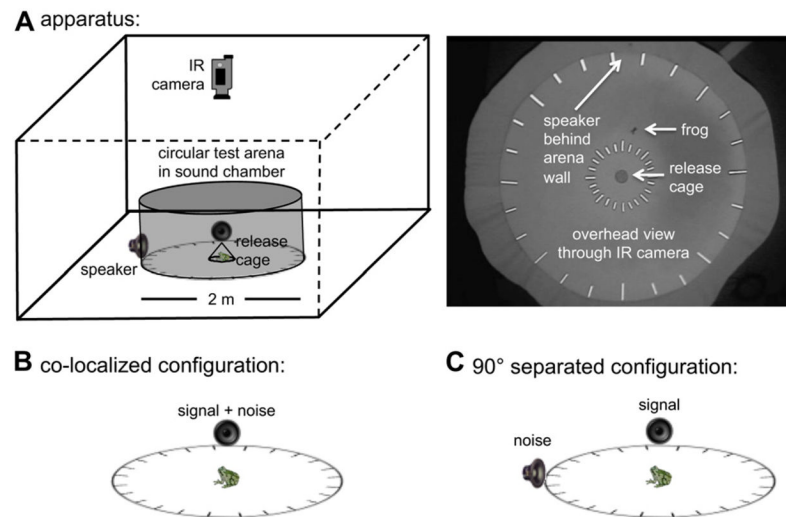 A apparatus:
IR
camera
circular test arena
in sound chamber
release
cage
speaker
2 m
speaker
behind
arena
wall
frog
release
cage
overhead view
through IR camera
B co-localized configuration:
signal + noise
C 90° separated configuration:
signal
noise